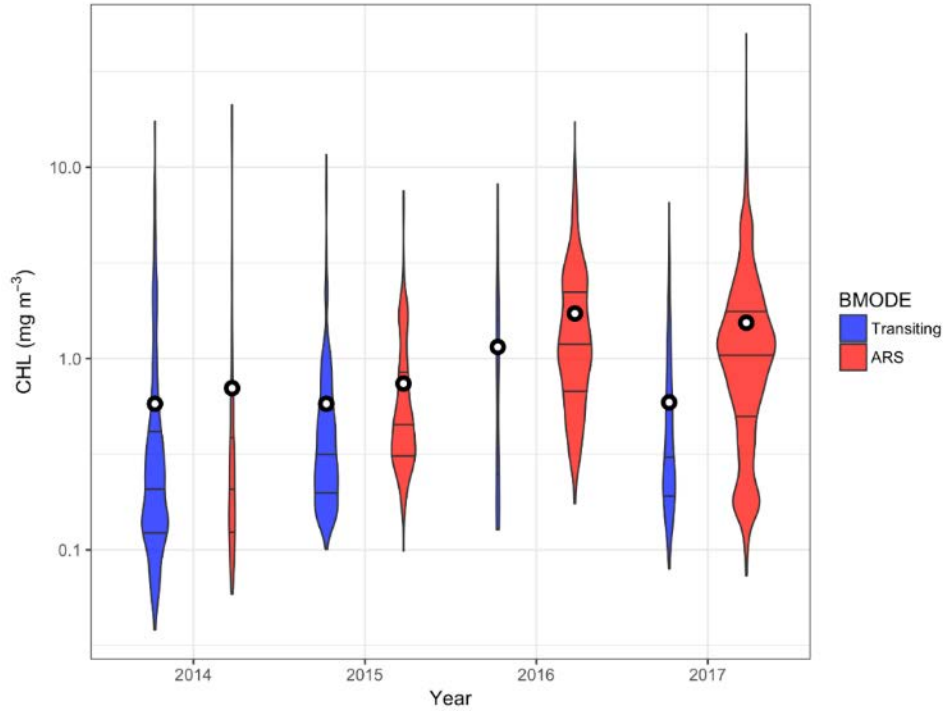 10.0
1.0
0.1
CHL (mg m⁻³)
2014 2015 2016 2017
Year
BMODE
Transiting
ARS